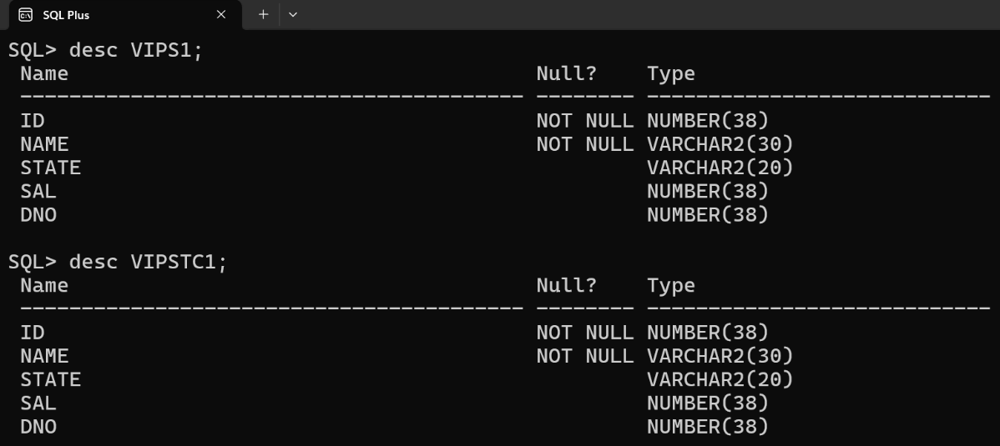 SQL Plus
SQL> desc VIPS1;
Name Null? Type
----------------------------------------- -------- ----------------------------
ID NOT NULL NUMBER(38)
NAME NOT NULL VARCHAR2(30)
STATE VARCHAR2(20)
SAL NUMBER(38)
DNO NUMBER(38)
SQL> desc VIPSTC1;
Name Null? Type
----------------------------------------- -------- ----------------------------
ID NOT NULL NUMBER(38)
NAME NOT NULL VARCHAR2(30)
STATE VARCHAR2(20)
SAL NUMBER(38)
DNO NUMBER(38)